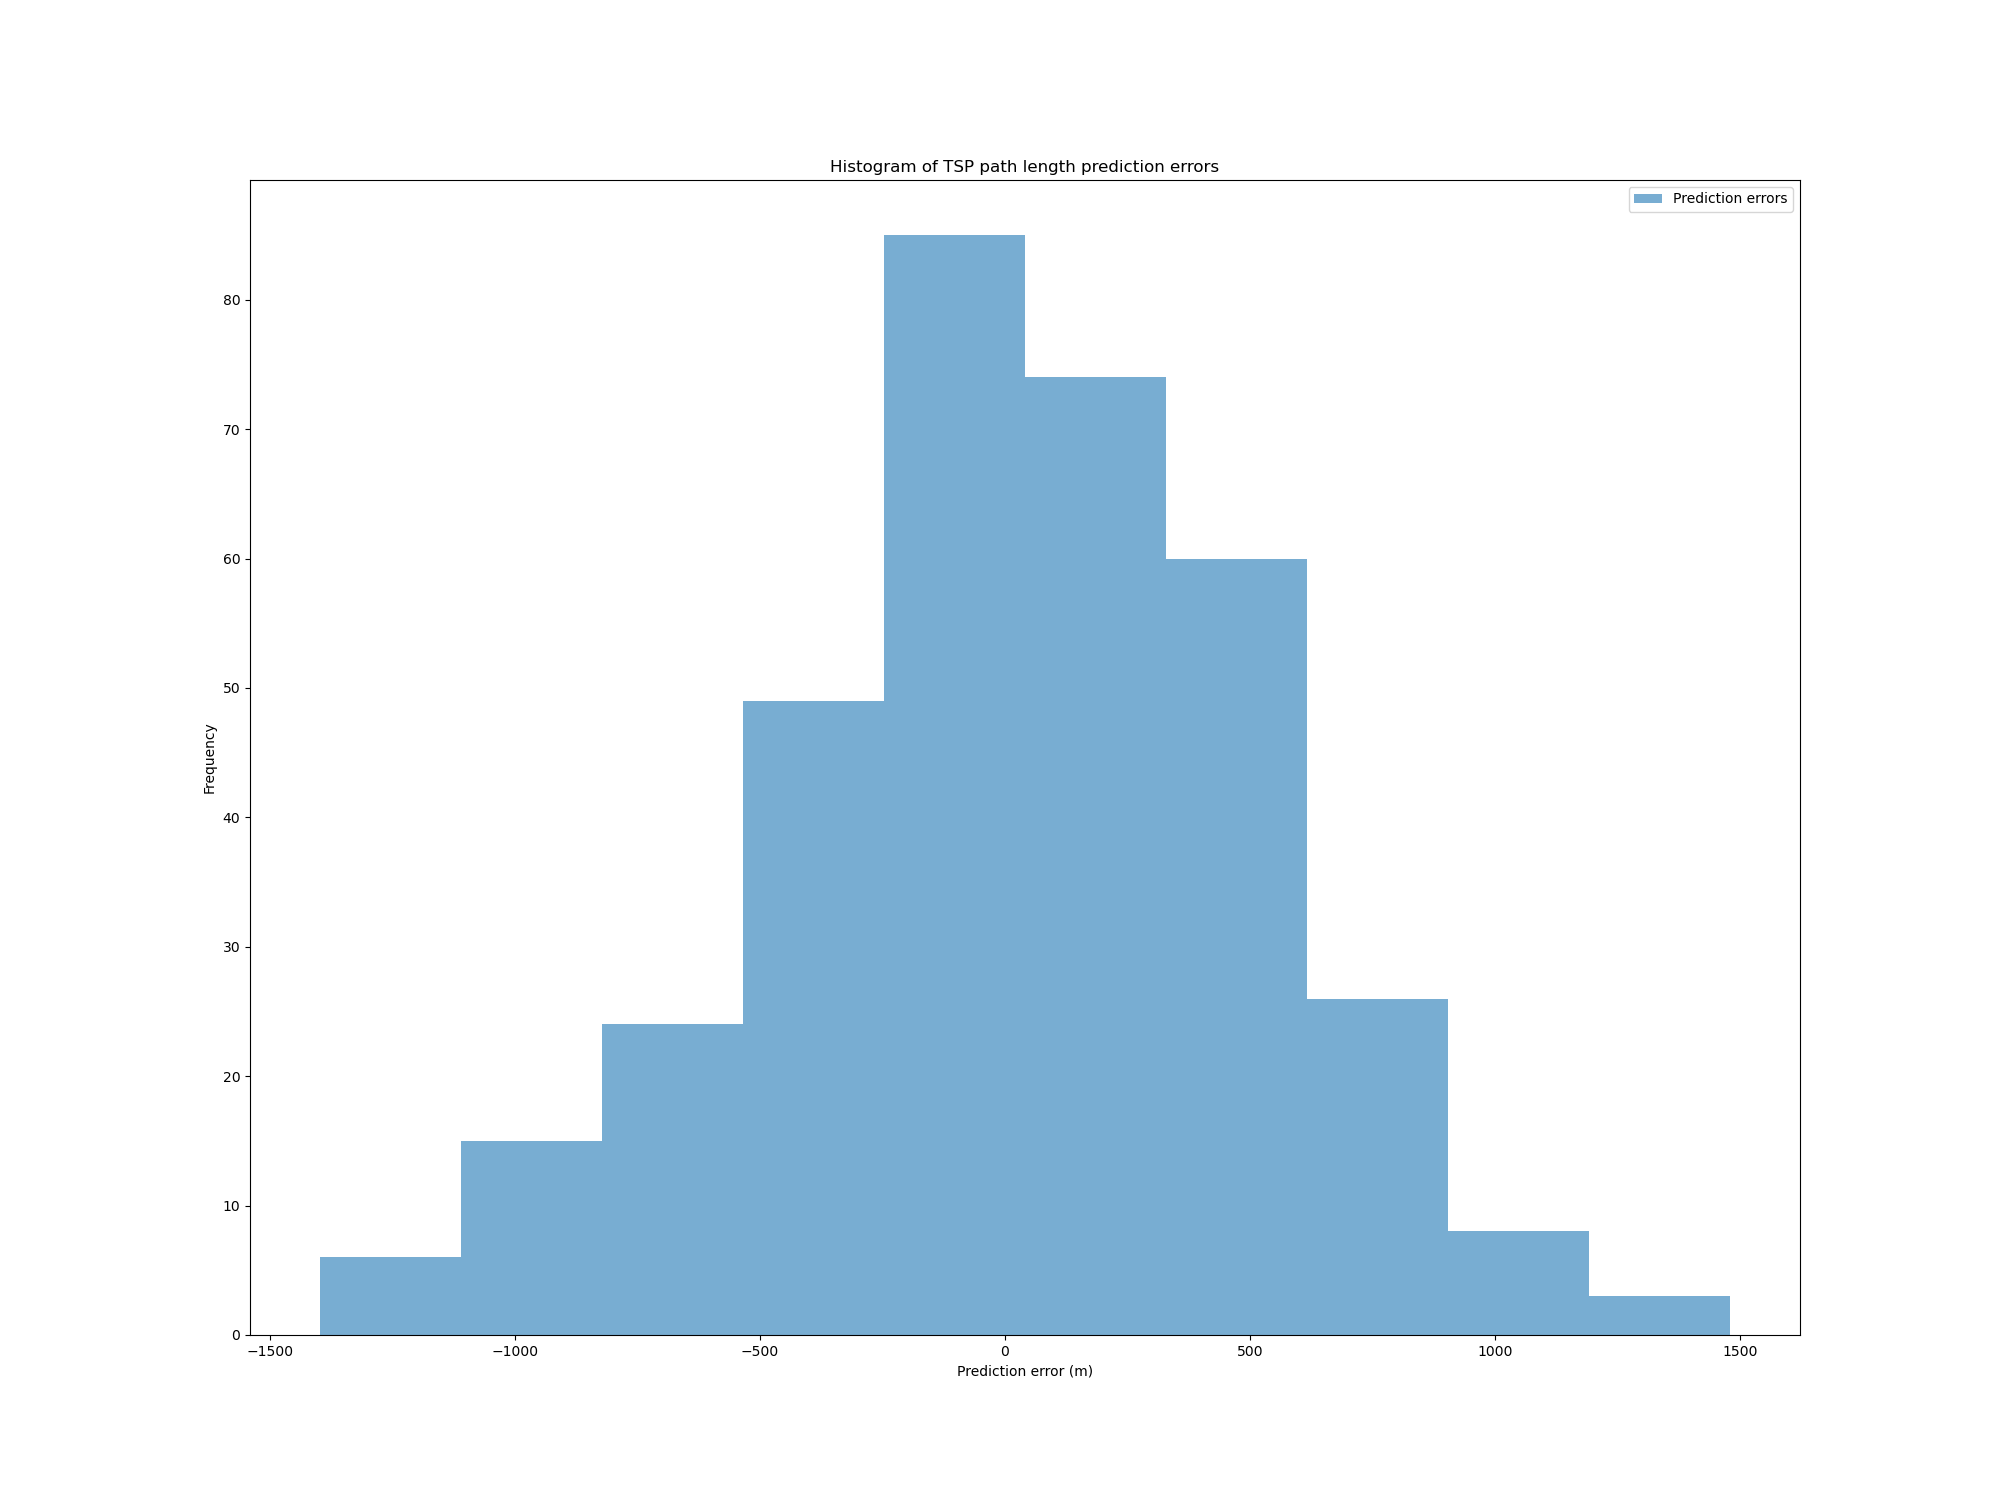 Histogram of TSP path length prediction errors
Prediction errors
80
70
60
50
40
30
20
10
0
Frequency
−1500 −1000 −500 0 500 1000 1500
Prediction error (m)